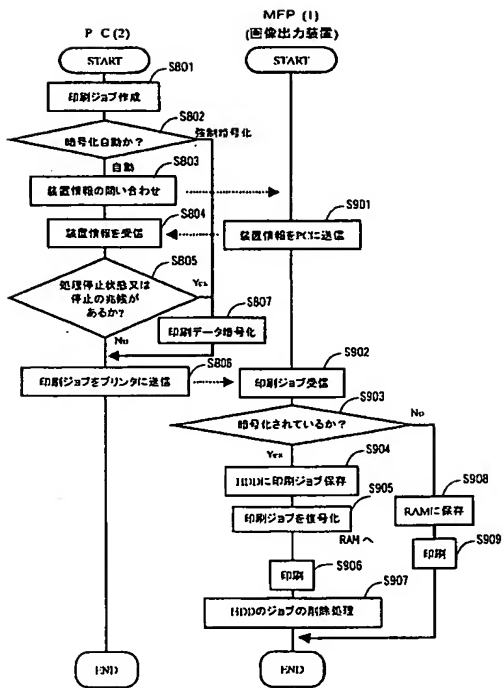 MFP (1)
(画像出力装置)
START
P C (2)
START
S801
印刷ジョブ作成
S802
暗号化自動か?
強制暗号化
自動
S803
装置情報の問い合わせ
S901
装置情報をPCに送信
S804
装置情報を受信
S805
処理停止状態又は
停止の兆候が
あるか?
Yes
No
S807
印刷データ暗号化
S806
印刷ジョブをプリンタに送信
S902
印刷ジョブ受信
S903
暗号化されているか?
No
Yes
S904
HDDに印刷ジョブ保存
S905
印刷ジョブを復号化
RAMへ
S906
印刷
S907
HDDのジョブの削除処理
S908
RAMに保存
S909
印刷
END
END